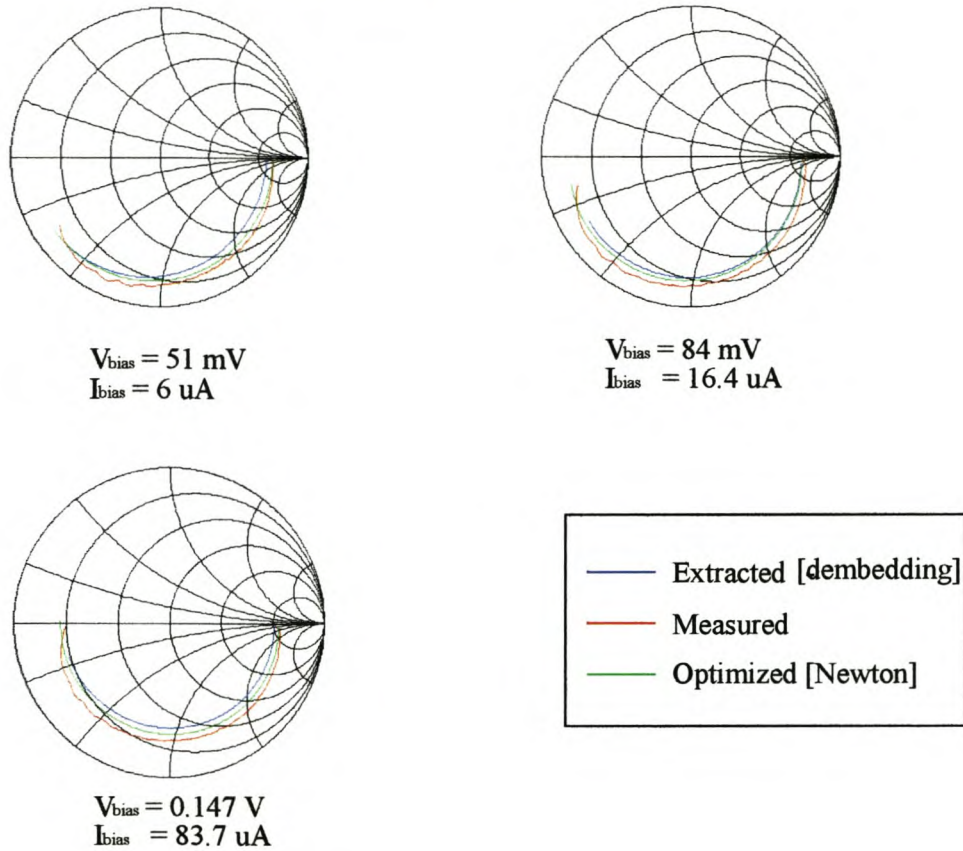 Vbias = 51 mV
Ibias = 6 uA
Vbias = 84 mV
Ibias = 16.4 uA
Vbias = 0.147 V
Ibias = 83.7 uA
Extracted [dembedding]
Measured
Optimized [Newton]